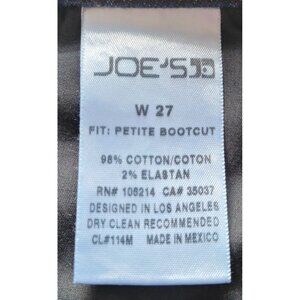 JOE'S
W 27
FIT: PETITE BOOTCUT
98% COTTON/COTON
2% ELASTAN
RN# 106214 CA# 35037
DESIGNED IN LOS ANGELES
DRY CLEAN RECOMMENDED
CL#114M MADE IN MEXICO